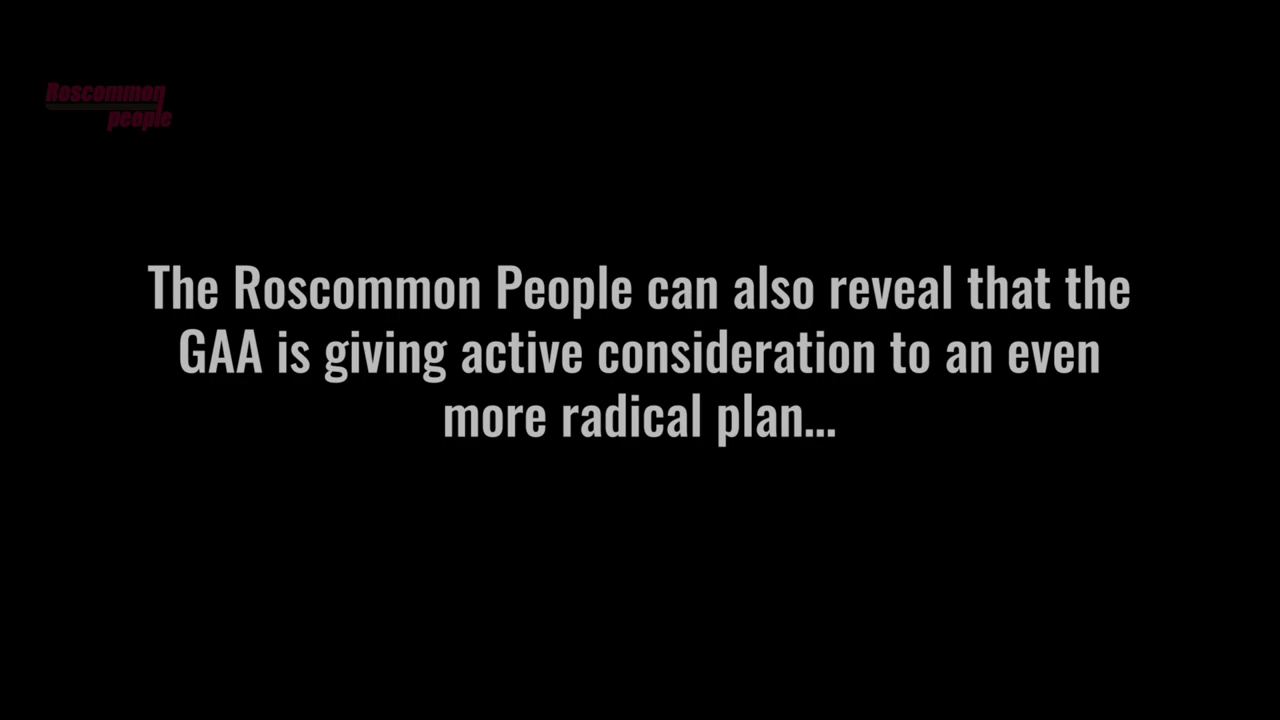 Roscommon
people
The Roscommon People can also reveal that the
GAA is giving active consideration to an even
more radical plan...